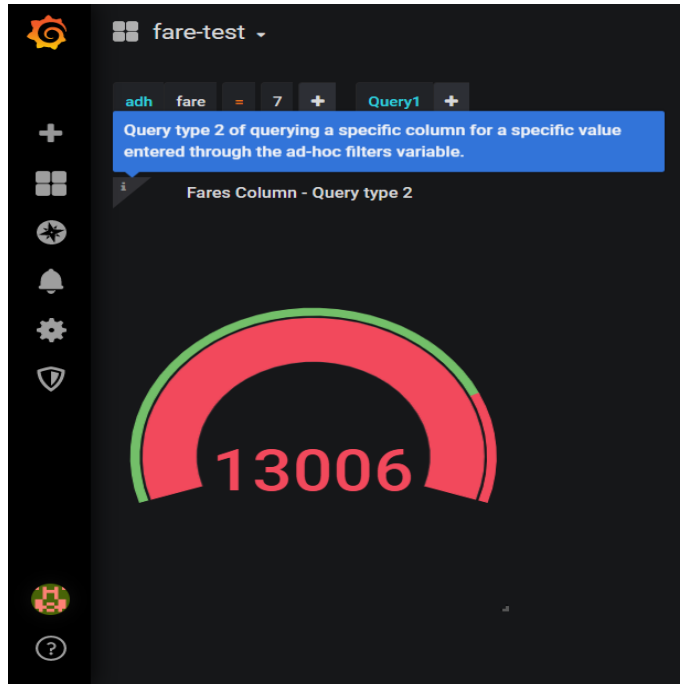 fare-test
adh fare = 7 + Query1 +
Query type 2 of querying a specific column for a specific value
entered through the ad-hoc filters variable.
i
Fares Column - Query type 2
13006
?